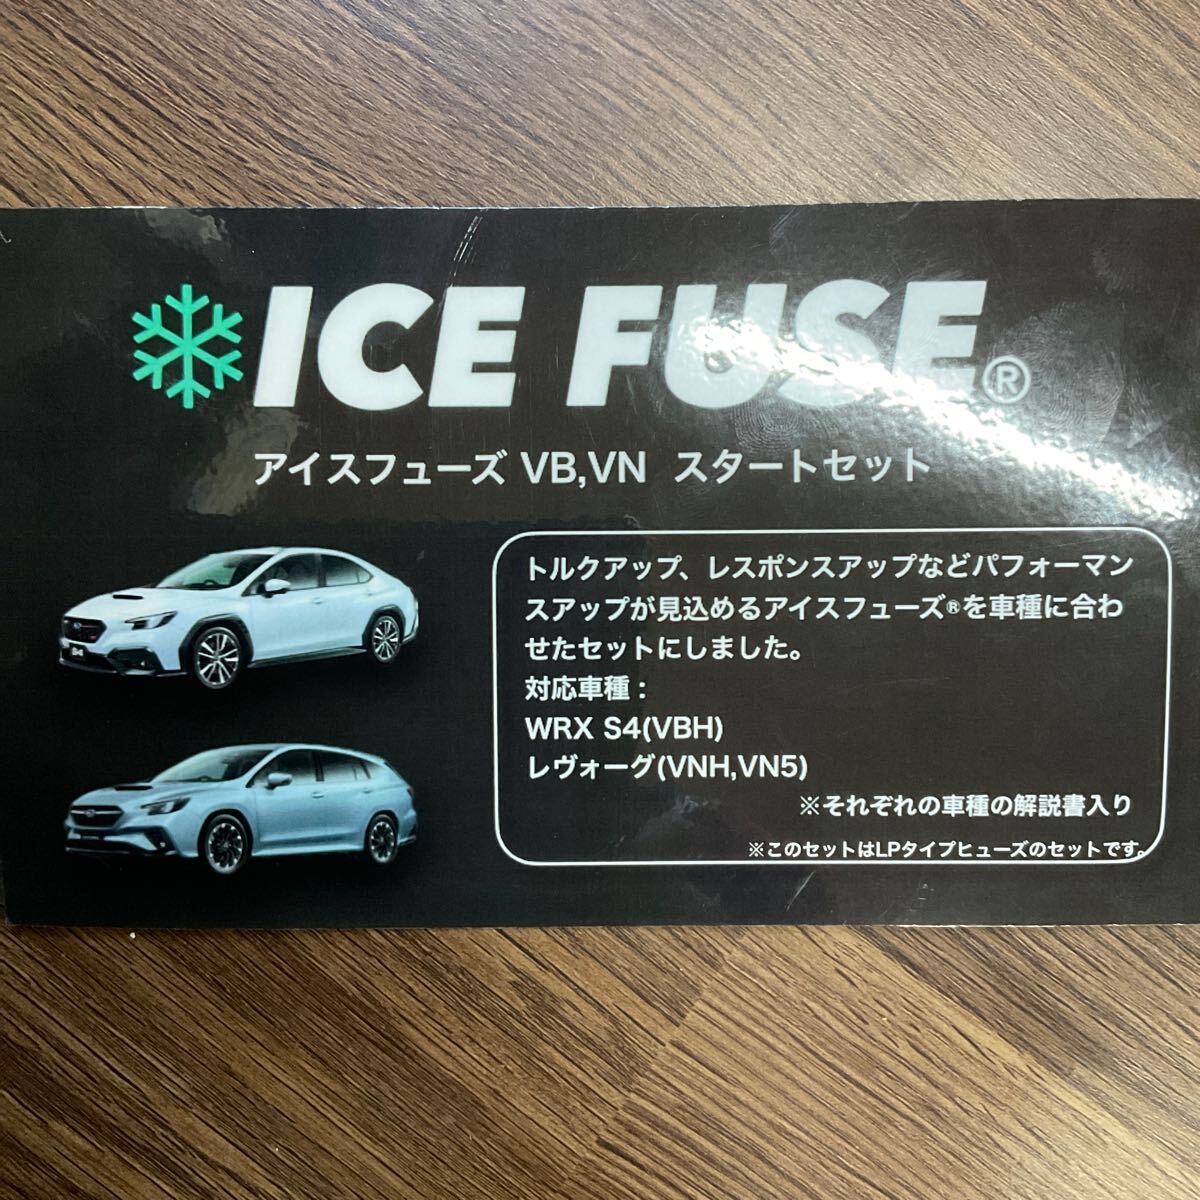 ICE FUSE®
アイスフューズ VB,VN スタートセット
トルクアップ、レスポンスアップなどパフォーマン
スアップが見込めるアイスフューズ®を車種に合わ
せたセットにしました。
対応車種:
WRX S4(VBH)
レヴォーグ(VNH,VN5)
※それぞれの車種の解説書入り
※このセットはLPタイプヒューズのセットです。
S4